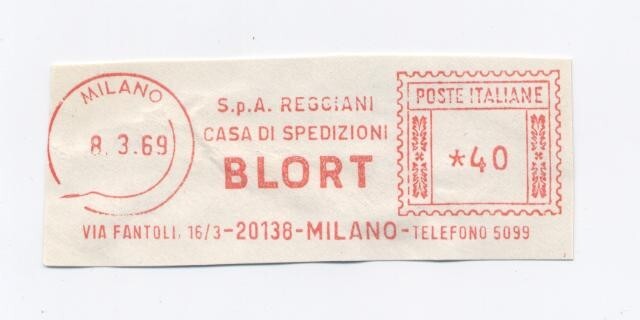 MILANO
8. 3.69
S.p.A. REGGIANI
CASA DI SPEDIZIONI
BLORT
POSTE ITALIANE
*40
VIA FANTOLI, 16/3-20138-MILANO-TELEFONO 5099